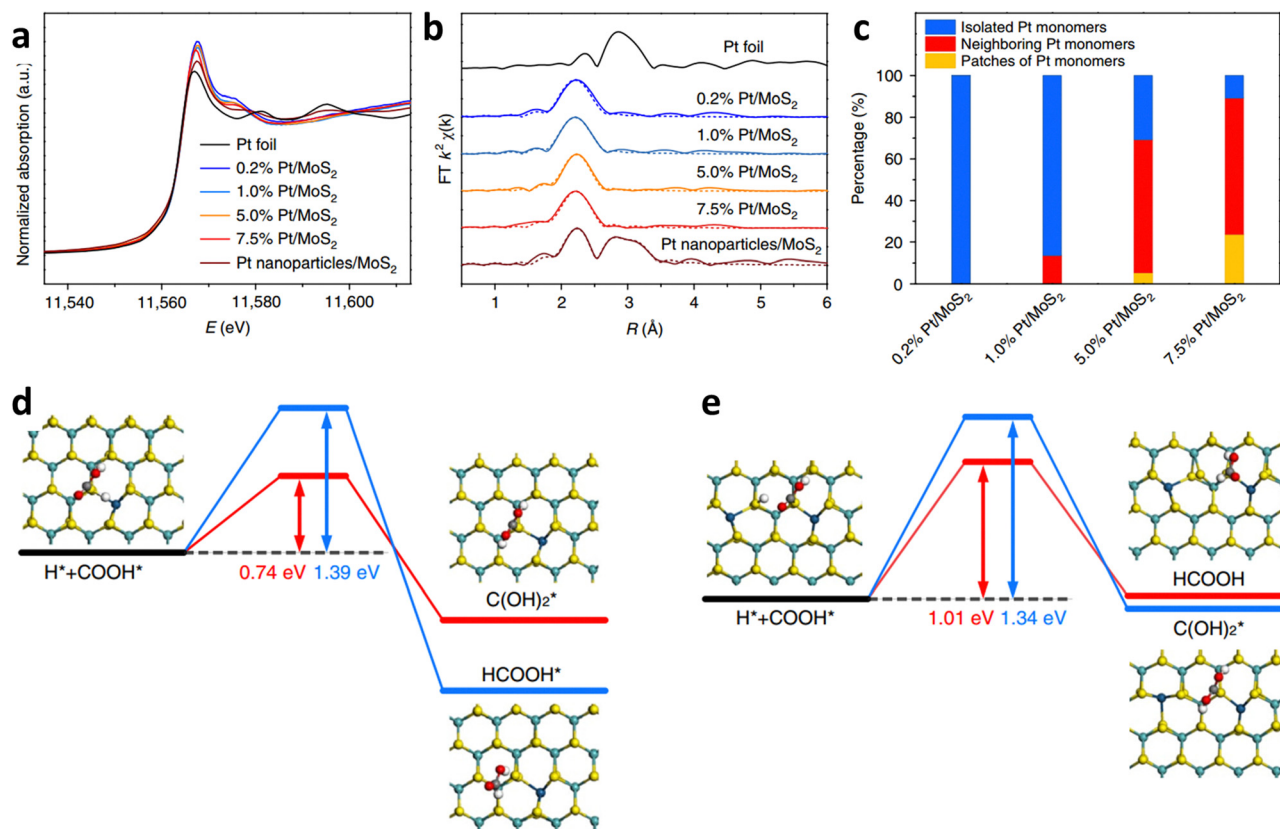 a
Normalized absorption (a.u.)
Pt foil
0.2% Pt/MoS₂
1.0% Pt/MoS₂
5.0% Pt/MoS₂
7.5% Pt/MoS₂
Pt nanoparticles/MoS₂
11,540 11,560 11,580 11,600
E (eV)
b
FT k² χ(k)
Pt foil
0.2% Pt/MoS₂
1.0% Pt/MoS₂
5.0% Pt/MoS₂
7.5% Pt/MoS₂
Pt nanoparticles/MoS₂
1 2 3 4 5 6
R (Å)
c
Isolated Pt monomers
Neighboring Pt monomers
Patches of Pt monomers
Percentage (%)
100
80
60
40
20
0
0.2% Pt/MoS₂
1.0% Pt/MoS₂
5.0% Pt/MoS₂
7.5% Pt/MoS₂
d
H*+COOH*
0.74 eV 1.39 eV
C(OH)₂*
HCOOH*
e
H*+COOH*
1.01 eV 1.34 eV
HCOOH
C(OH)₂*